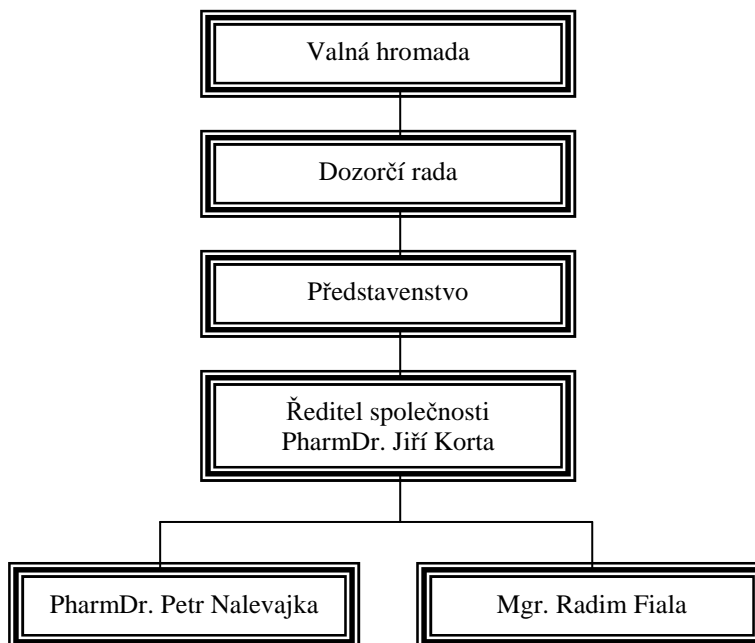 Valná hromada
Dozorčí rada
Představenstvo
Ředitel společnosti
PharmDr. Jiří Korta
PharmDr. Petr Nalevajka
Mgr. Radim Fiala